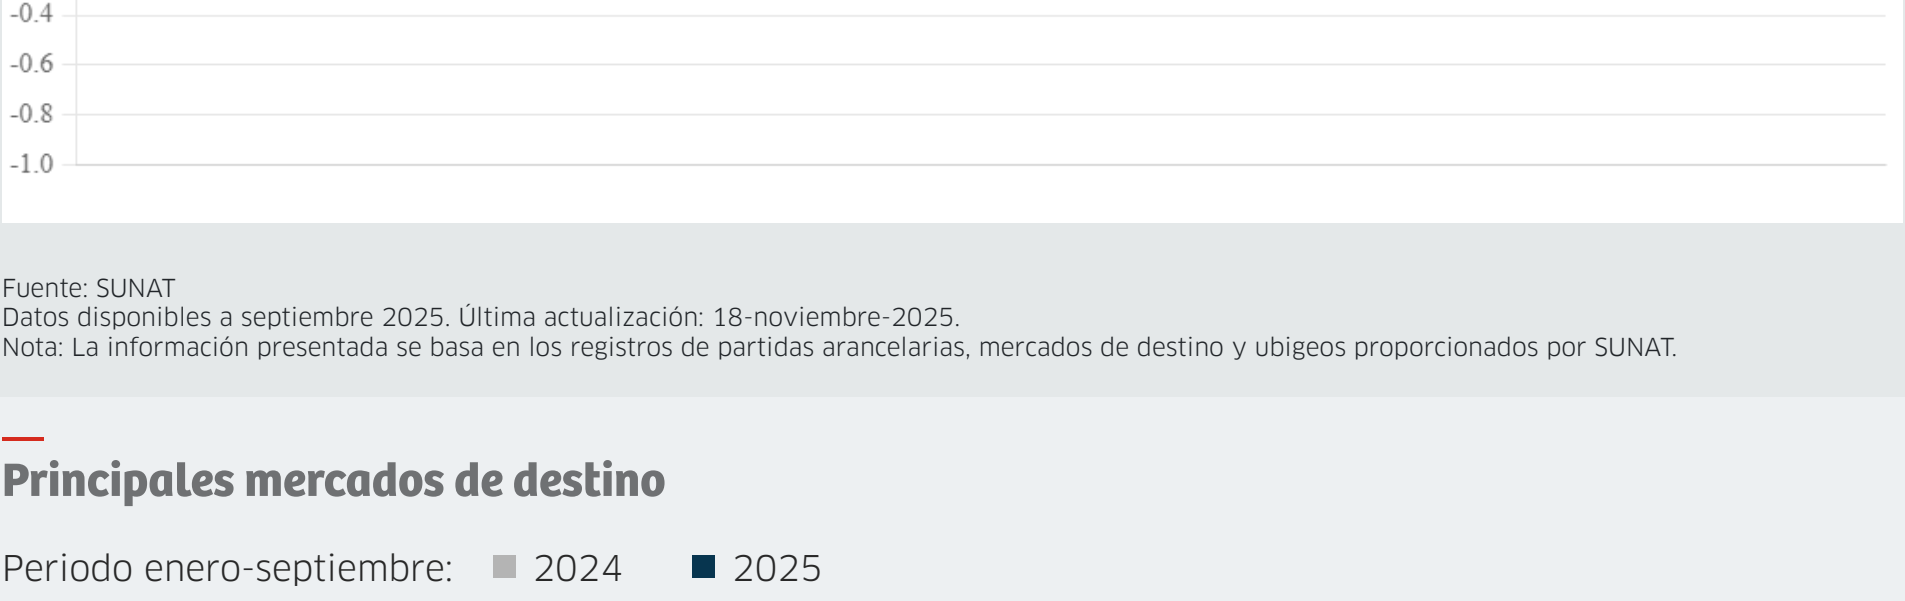 -0.4
-0.6
-0.8
-1.0
Fuente: SUNAT
Datos disponibles a septiembre 2025. Última actualización: 18-noviembre-2025.
Nota: La información presentada se basa en los registros de partidas arancelarias, mercados de destino y ubigeos proporcionados por SUNAT.
Principales mercados de destino
Periodo enero-septiembre: 2024 2025